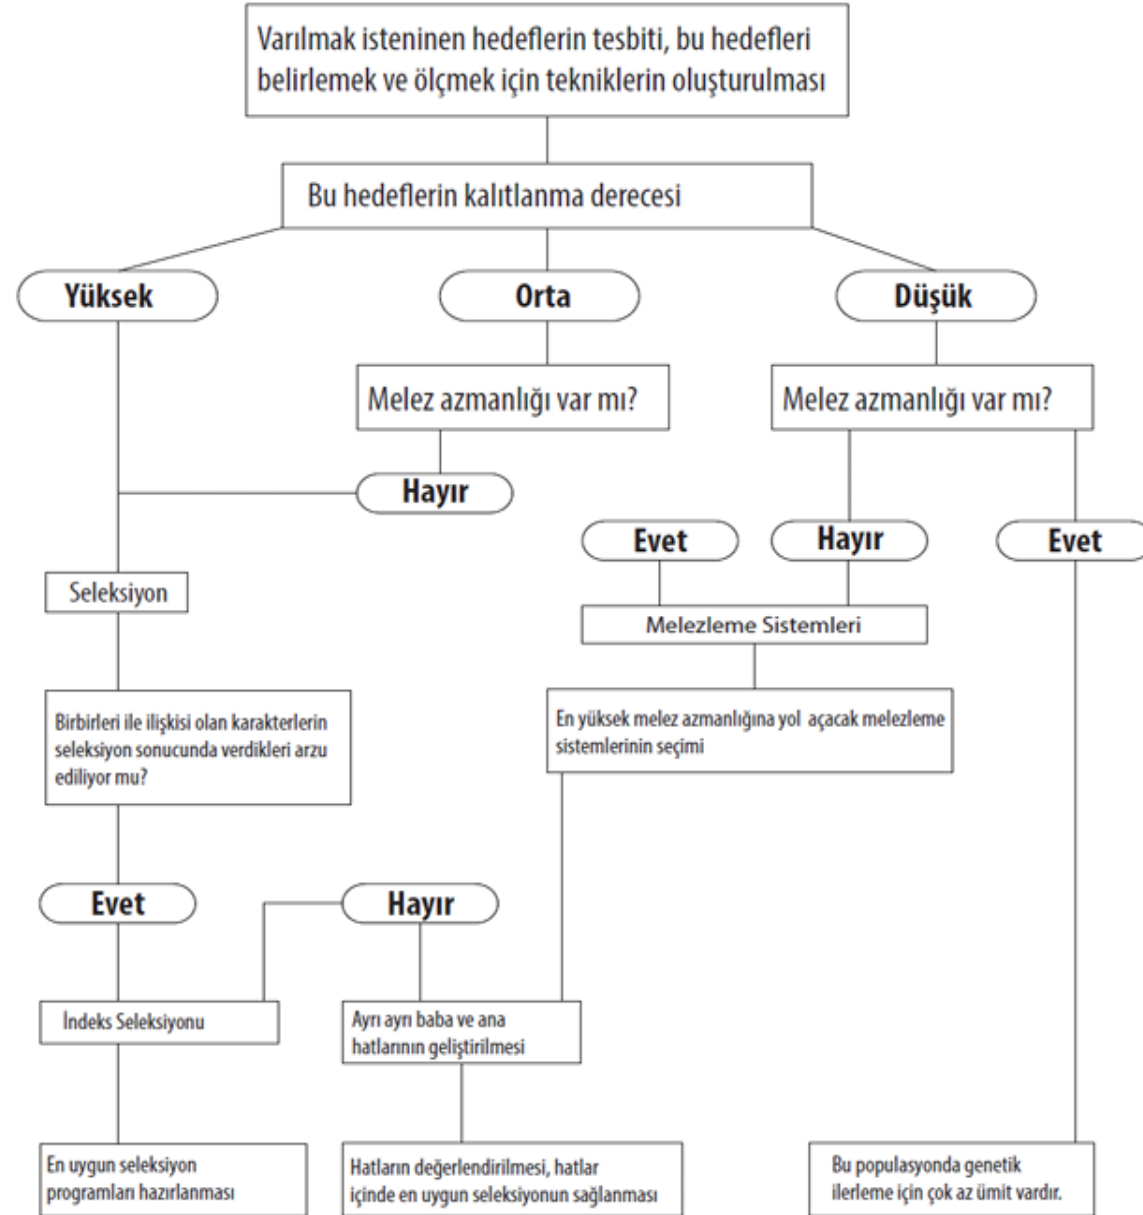 Varılmak isteninen hedeflerin tesbiti, bu hedefleri
belirlemek ve ölçmek için tekniklerin oluşturulması
Bu hedeflerin kalıtlanma derecesi
Yüksek
Orta
Düşük
Melez azmanlığı var mı?
Melez azmanlığı var mı?
Hayır
Evet
Hayır
Evet
Seleksiyon
Melezleme Sistemleri
Birbirleri ile ilişkisi olan karakterlerin
seleksiyon sonucunda verdikleri arzu
ediliyor mu?
En yüksek melez azmanlığına yol açacak melezleme
sistemlerinin seçimi
Evet
Hayır
İndeks Seleksiyonu
Ayrı ayrı baba ve ana
hatlarının geliştirilmesi
En uygun seleksiyon
programları hazırlanması
Hatların değerlendirilmesi, hatlar
içinde en uygun seleksiyonun sağlanması
Bu populasyonda genetik
ilerleme için çok az ümit vardır.